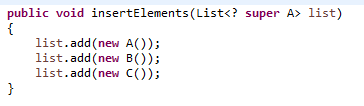 public void insertElements(List<? super A> list)
{
    list.add(new A());
    list.add(new B());
    list.add(new C());
}